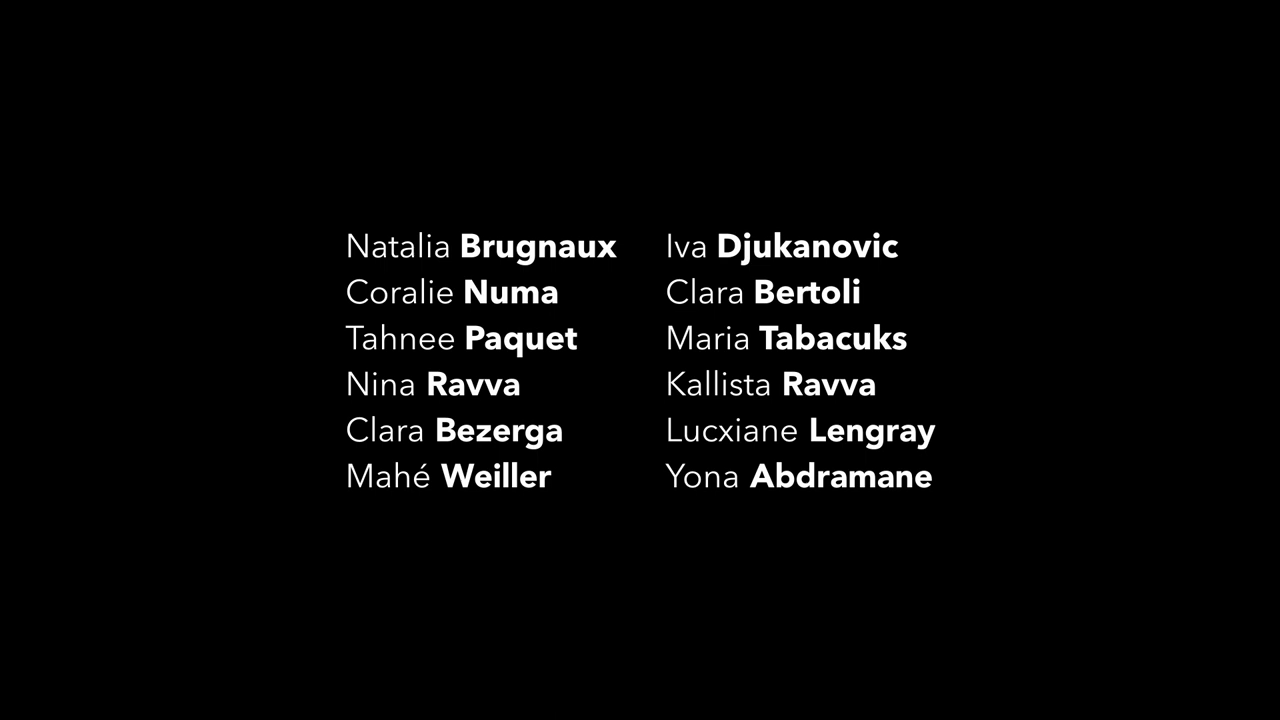 Natalia Brugnaux
Coralie Numa
Tahnee Paquet
Nina Ravva
Clara Bezerga
Mahé Weiller
Iva Djukanovic
Clara Bertoli
Maria Tabacuks
Kallista Ravva
Lucxiane Lengray
Yona Abdramane